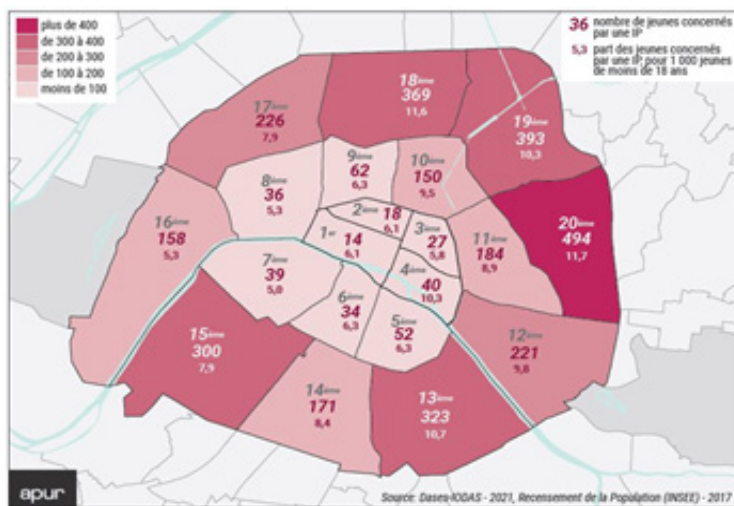 plus de 400
de 300 à 400
de 200 à 300
de 100 à 200
moins de 100
36 nombre de jeunes concernés
par une IP
5,3 part des jeunes concernés
par une IP, pour 1 000 jeunes
de moins de 18 ans
18ème
369
11,6
17ème
226
7,9
19ème
393
10,3
9ème
62
6,3
10ème
150
9,5
8ème
36
5,3
2ème 18
6,1
3ème
27
5,8
1er 14
6,1
16ème
158
5,3
20ème
494
11,7
11ème
184
8,9
7ème
39
5,0
4ème
40
10,3
6ème
34
6,3
5ème
52
6,3
15ème
300
7,9
12ème
221
9,8
14ème
171
8,4
13ème
323
10,7
apur
Source: Dases-IODAS - 2021, Recensement de la Population (INSEE) - 2017